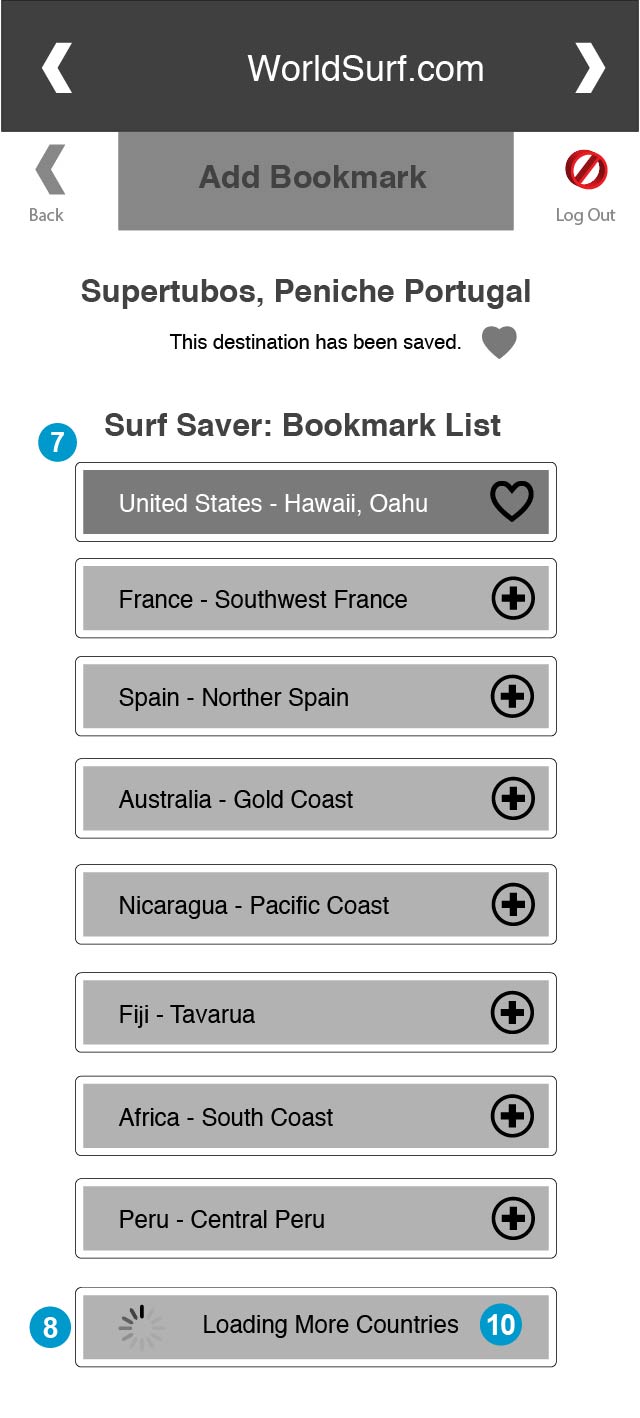 WorldSurf.com
Add Bookmark
Back
Log Out
Supertubos, Peniche Portugal
This destination has been saved.
7
Surf Saver: Bookmark List
United States - Hawaii, Oahu
France - Southwest France
Spain - Norther Spain
Australia - Gold Coast
Nicaragua - Pacific Coast
Fiji - Tavarua
Africa - South Coast
Peru - Central Peru
8 Loading More Countries 10